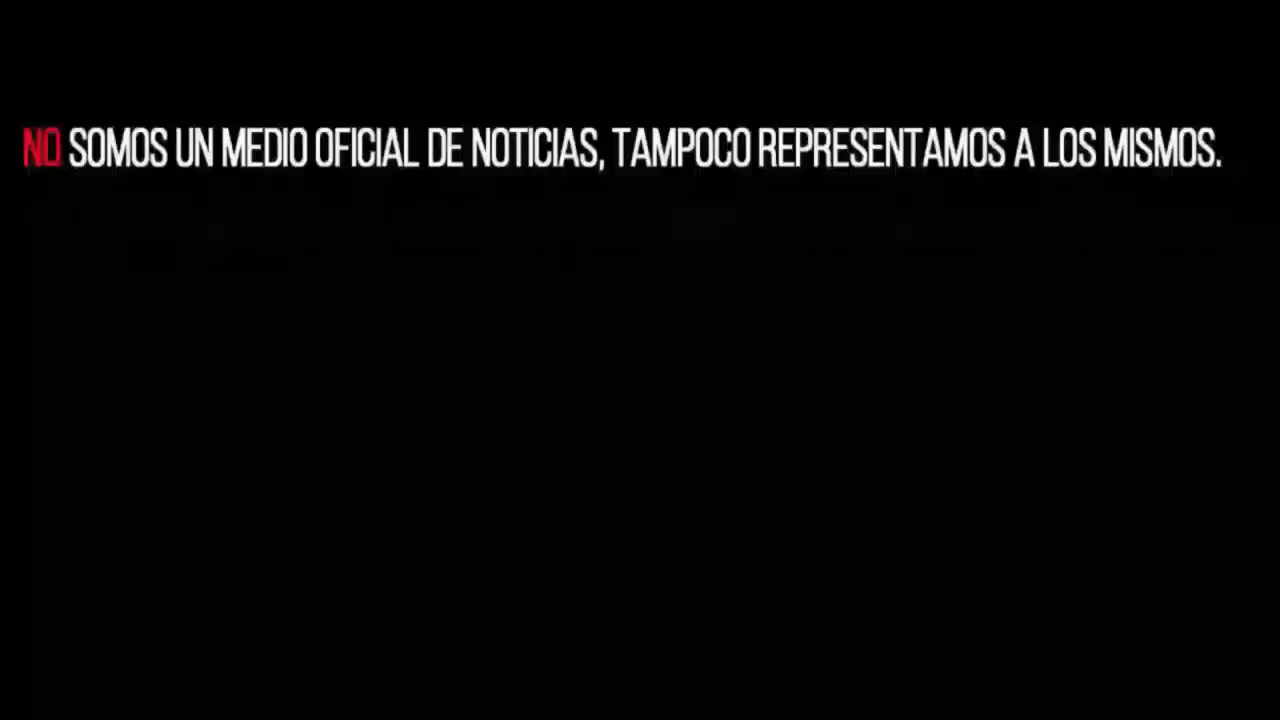 NO SOMOS UN MEDIO OFICIAL DE NOTICIAS, TAMPOCO REPRESENTAMOS A LOS MISMOS.